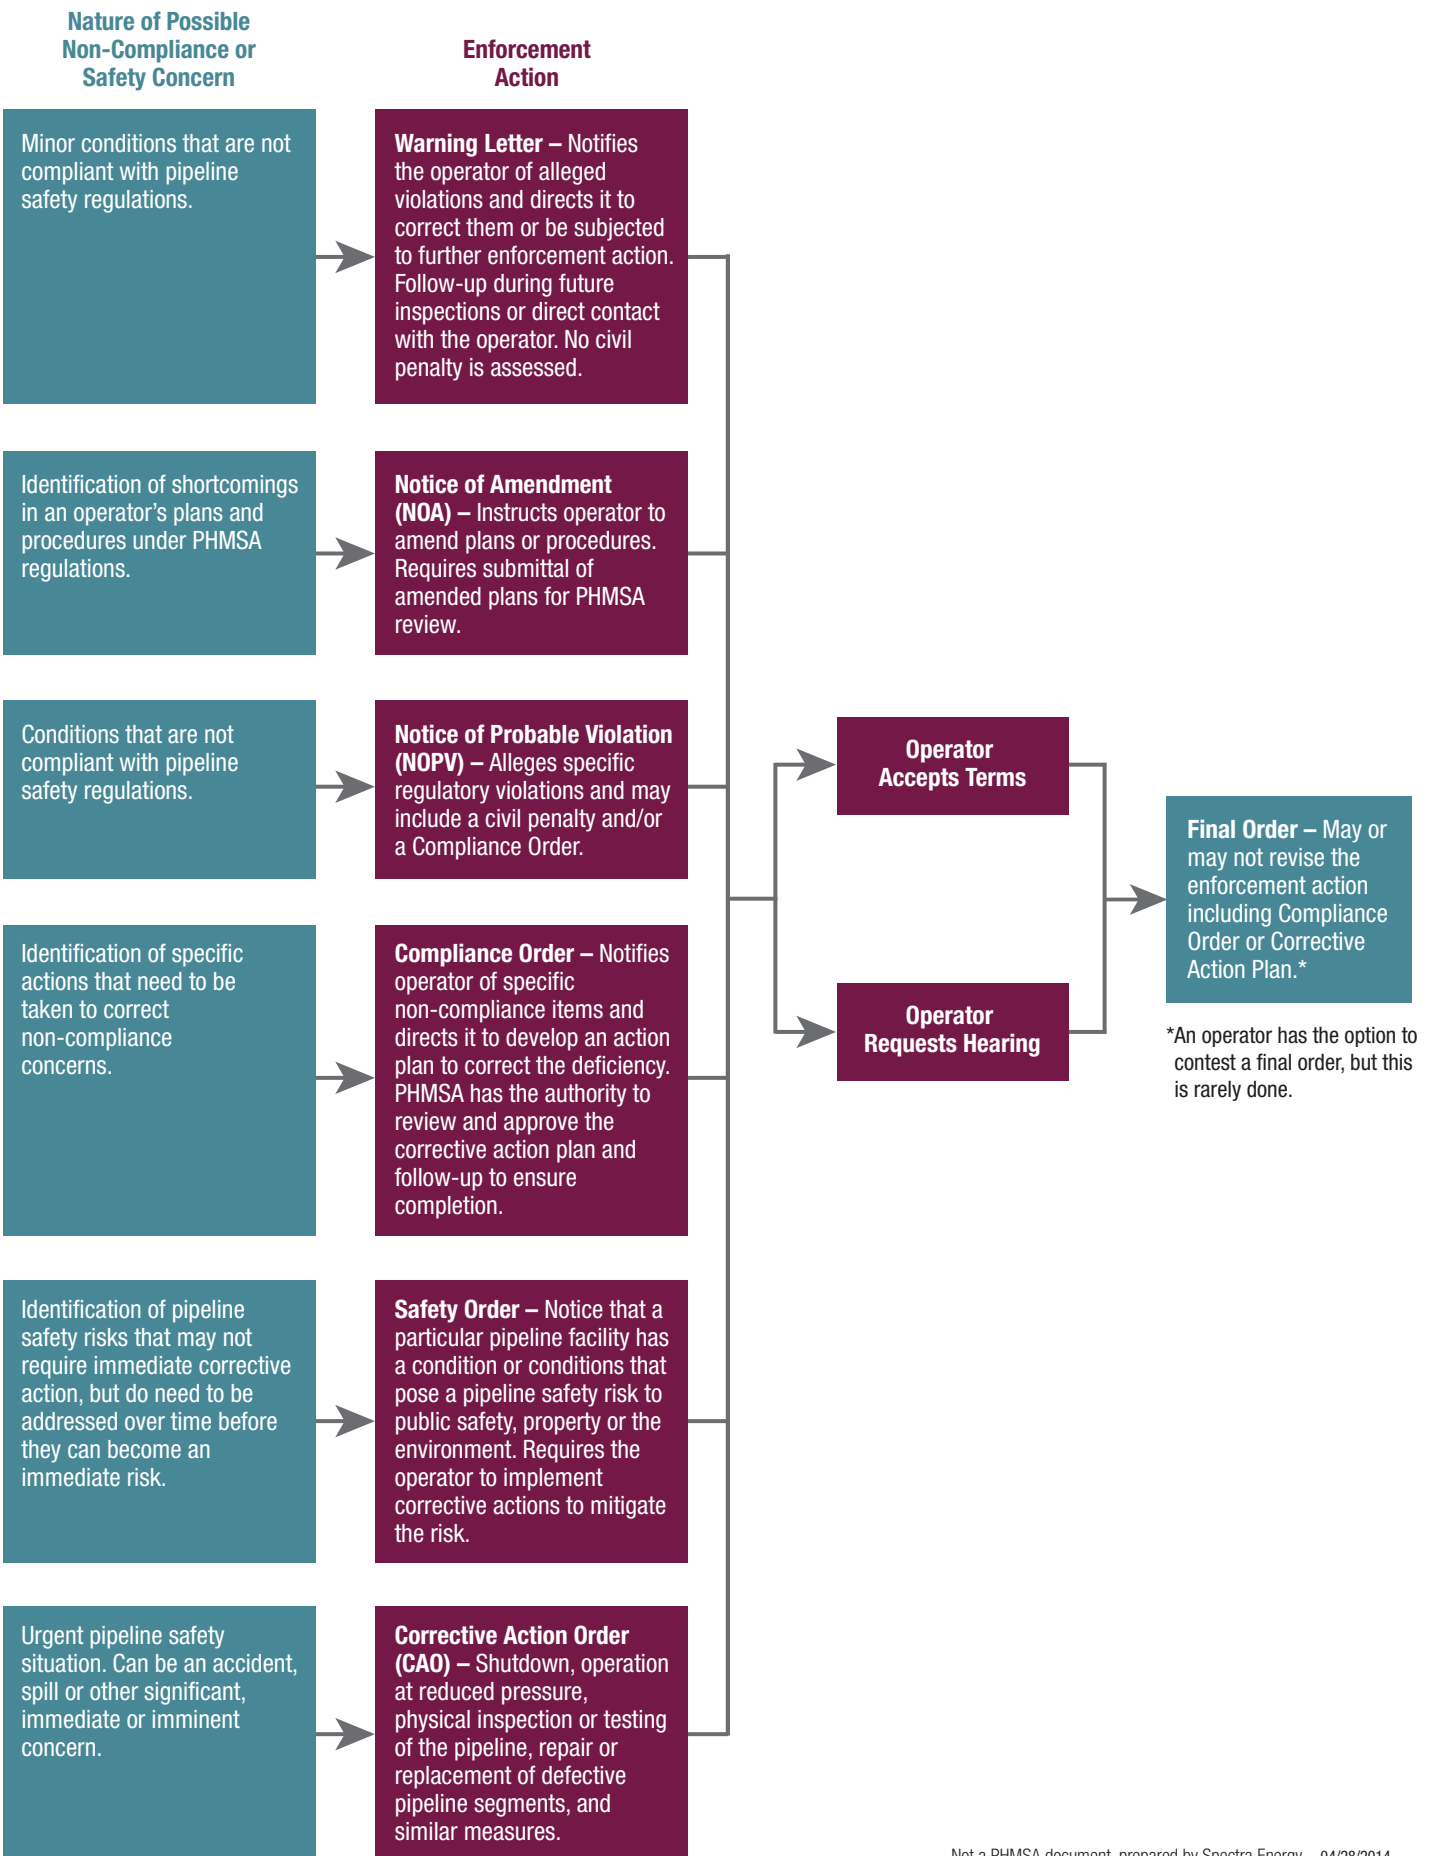 Nature of Possible
Non-Compliance or
Safety Concern
Enforcement
Action
Minor conditions that are not
compliant with pipeline
safety regulations.
Warning Letter – Notifies
the operator of alleged
violations and directs it to
correct them or be subjected
to further enforcement action.
Follow-up during future
inspections or direct contact
with the operator. No civil
penalty is assessed.
Identification of shortcomings
in an operator’s plans and
procedures under PHMSA
regulations.
Notice of Amendment
(NOA) – Instructs operator to
amend plans or procedures.
Requires submittal of
amended plans for PHMSA
review.
Conditions that are not
compliant with pipeline
safety regulations.
Notice of Probable Violation
(NOPV) – Alleges specific
regulatory violations and may
include a civil penalty and/or
a Compliance Order.
Identification of specific
actions that need to be
taken to correct
non-compliance
concerns.
Compliance Order – Notifies
operator of specific
non-compliance items and
directs it to develop an action
plan to correct the deficiency.
PHMSA has the authority to
review and approve the
corrective action plan and
follow-up to ensure
completion.
Identification of pipeline
safety risks that may not
require immediate corrective
action, but do need to be
addressed over time before
they can become an
immediate risk.
Safety Order – Notice that a
particular pipeline facility has
a condition or conditions that
pose a pipeline safety risk to
public safety, property or the
environment. Requires the
operator to implement
corrective actions to mitigate
the risk.
Urgent pipeline safety
situation. Can be an accident,
spill or other significant,
immediate or imminent
concern.
Corrective Action Order
(CAO) – Shutdown, operation
at reduced pressure,
physical inspection or testing
of the pipeline, repair or
replacement of defective
pipeline segments, and
similar measures.
Operator
Accepts Terms
Operator
Requests Hearing
Final Order – May or
may not revise the
enforcement action
including Compliance
Order or Corrective
Action Plan.*
*An operator has the option to
contest a final order, but this
is rarely done.
Not a PHMSA document, prepared by Spectra Energy 04/28/2014